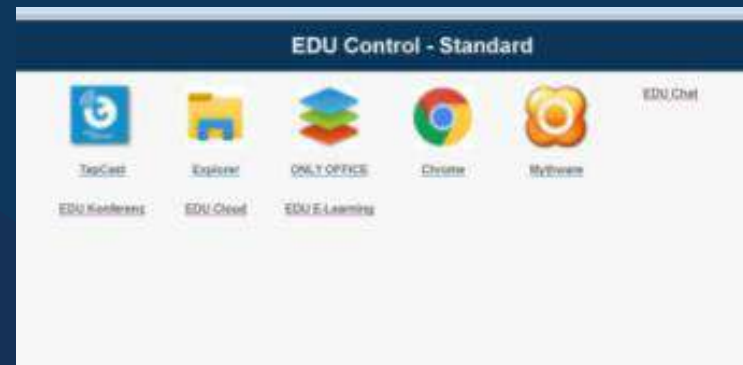 EDU Control - Standard
EDU Chat
TapCast Explorer ONLY OFFICE Chrome Mythware
EDU Konferenz EDU Cloud EDU E-Learning